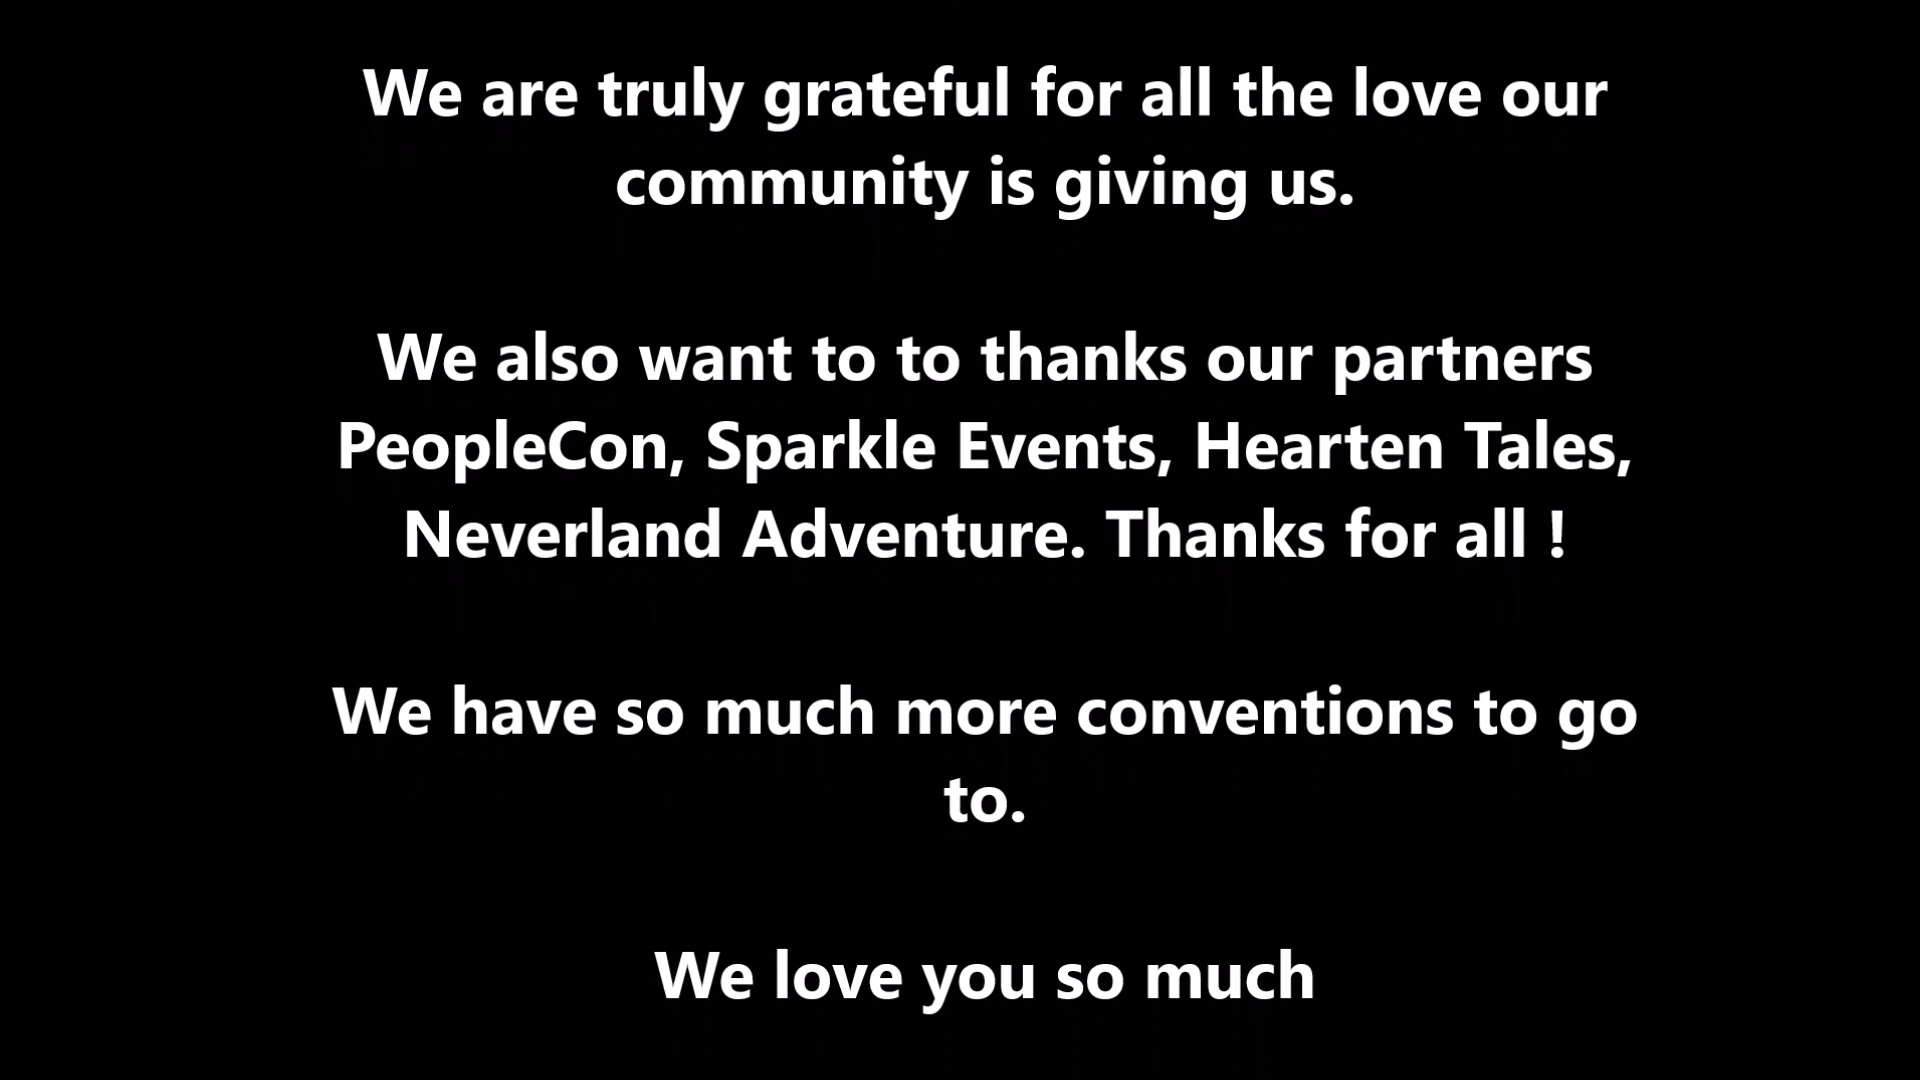 We are truly grateful for all the love our
community is giving us.
We also want to to thanks our partners
PeopleCon, Sparkle Events, Hearten Tales,
Neverland Adventure. Thanks for all !
We have so much more conventions to go
to.
We love you so much